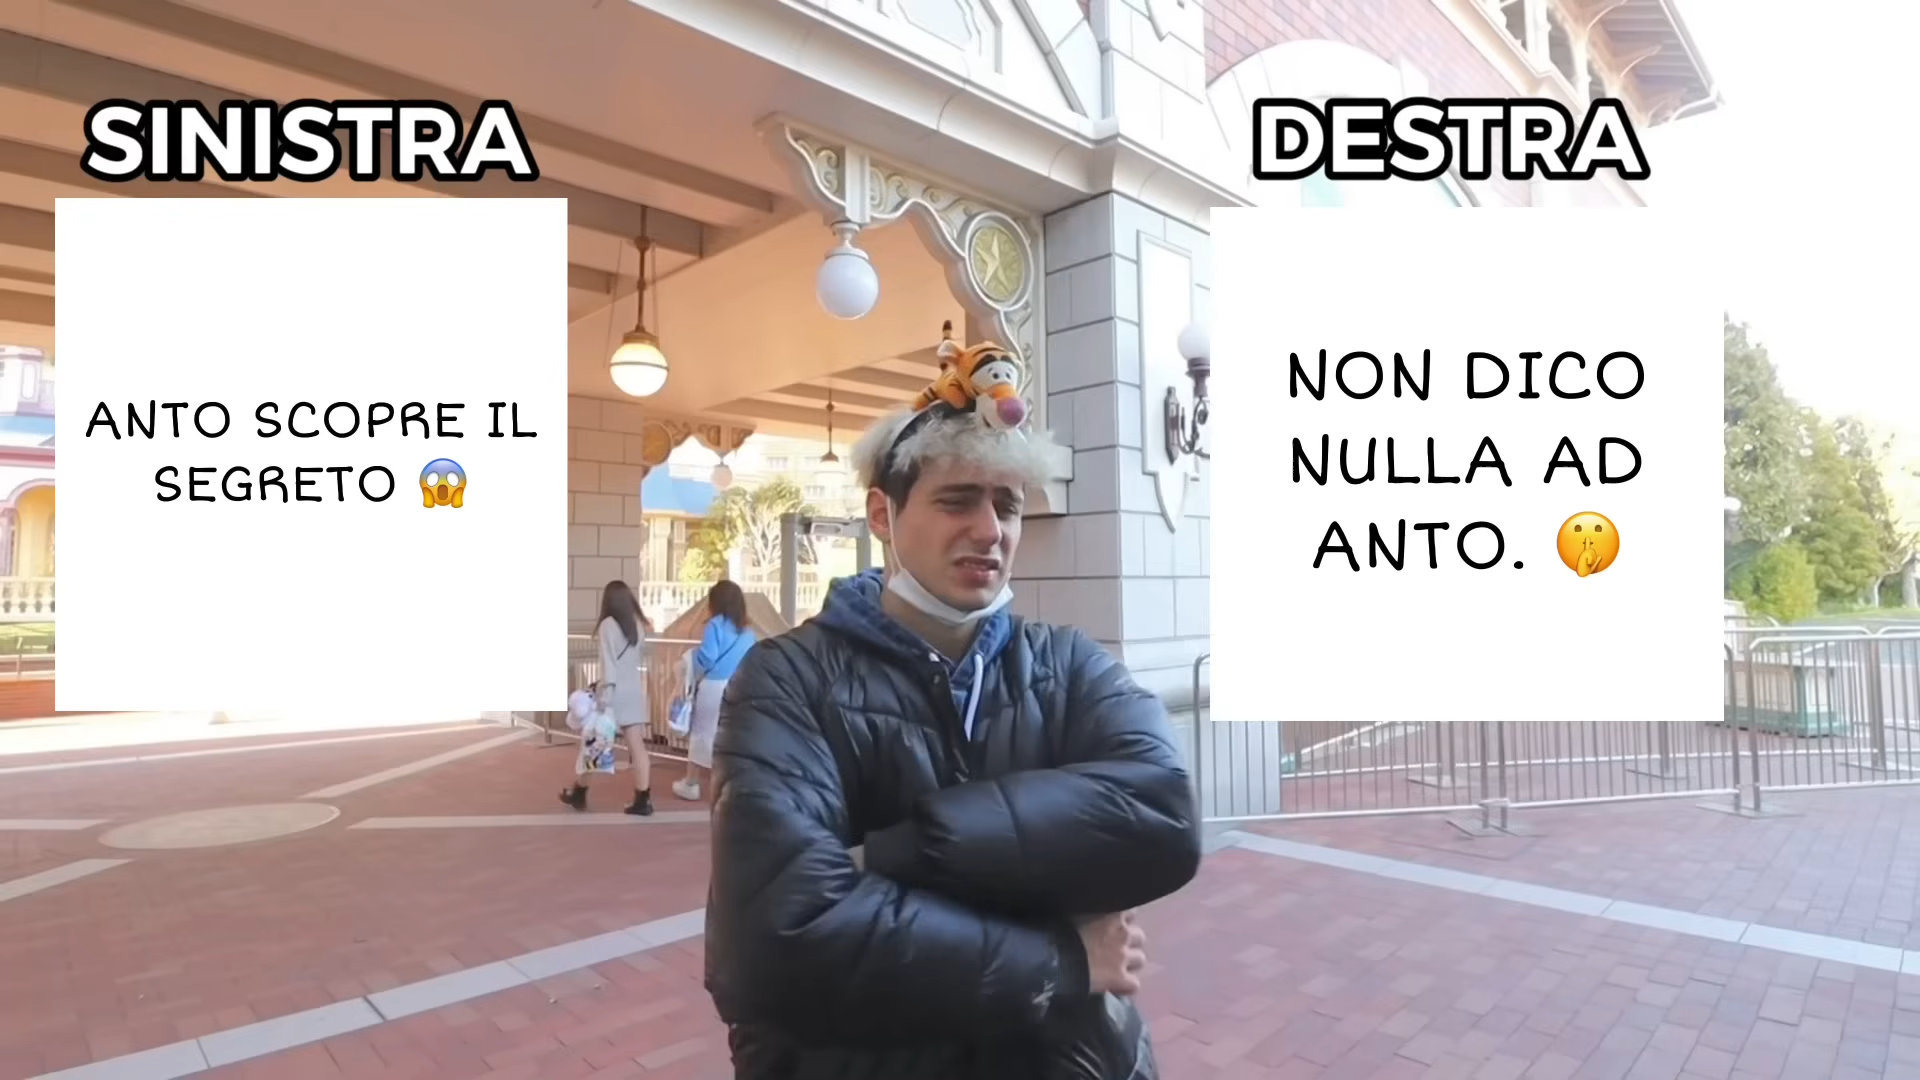 SINISTRA
ANTO SCOPRE IL
SEGRETO 😱
DESTRA
NON DICO
NULLA AD
ANTO. 🤫